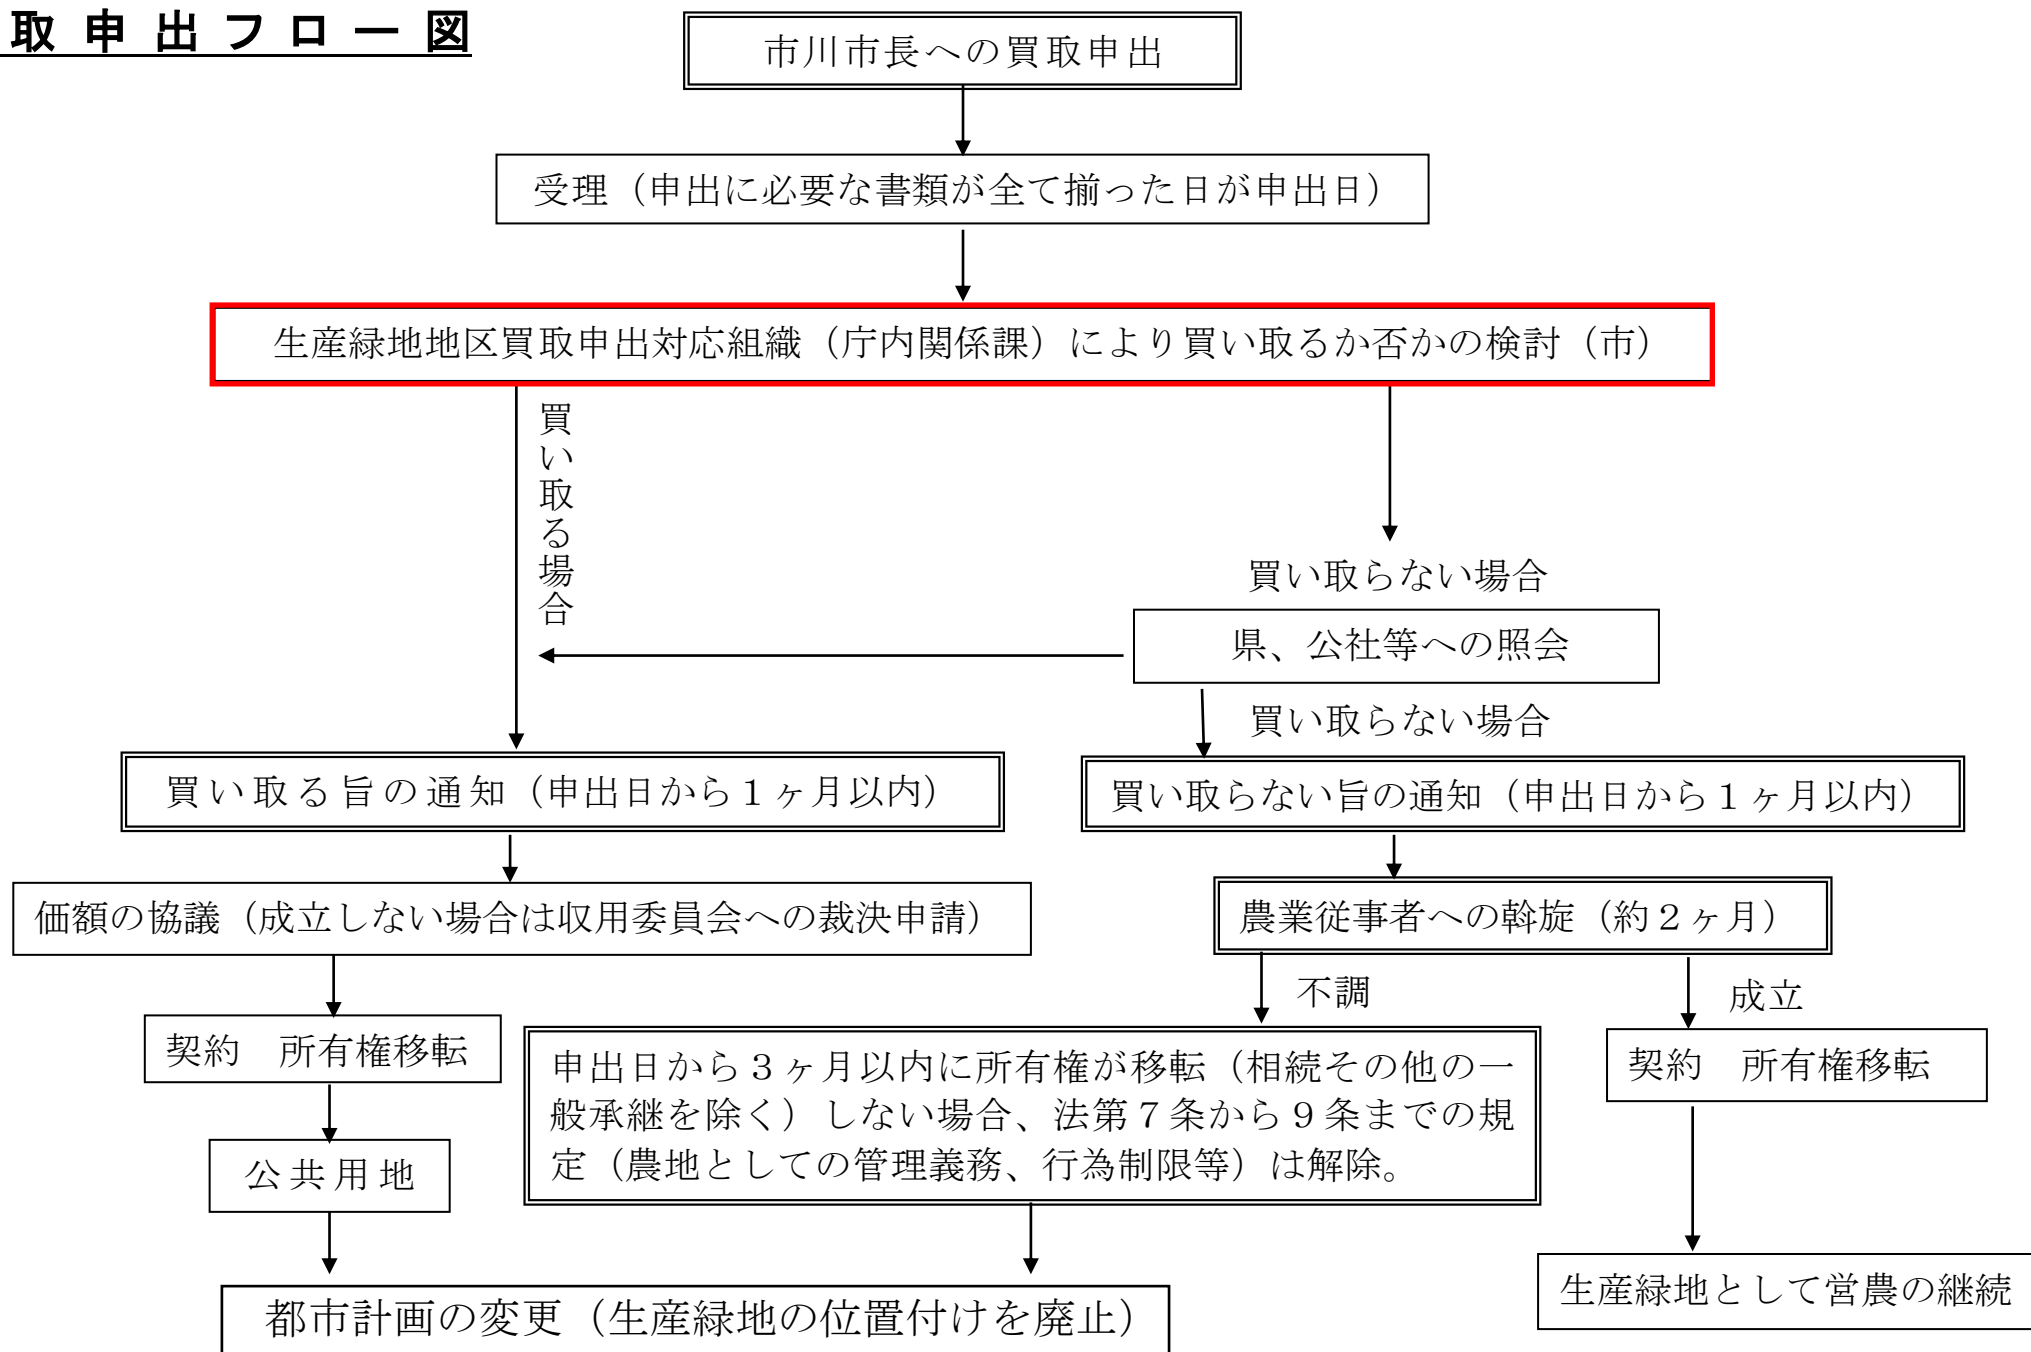 取申出フロー図
市川市長への買取申出
受理（申出に必要な書類が全て揃った日が申出日）
生産緑地地区買取申出対応組織（庁内関係課）により買い取るか否かの検討（市）
買い取る場合
買い取らない場合
県、公社等への照会
買い取らない場合
買い取る旨の通知（申出日から１ヶ月以内）
買い取らない旨の通知（申出日から１ヶ月以内）
価額の協議（成立しない場合は収用委員会への裁決申請）
農業従事者への斡旋（約２ヶ月）
不調
成立
契約　所有権移転
申出日から３ヶ月以内に所有権が移転（相続その他の一
般承継を除く）しない場合、法第７条から９条までの規
定（農地としての管理義務、行為制限等）は解除。
契約　所有権移転
公共用地
生産緑地として営農の継続
都市計画の変更（生産緑地の位置付けを廃止）